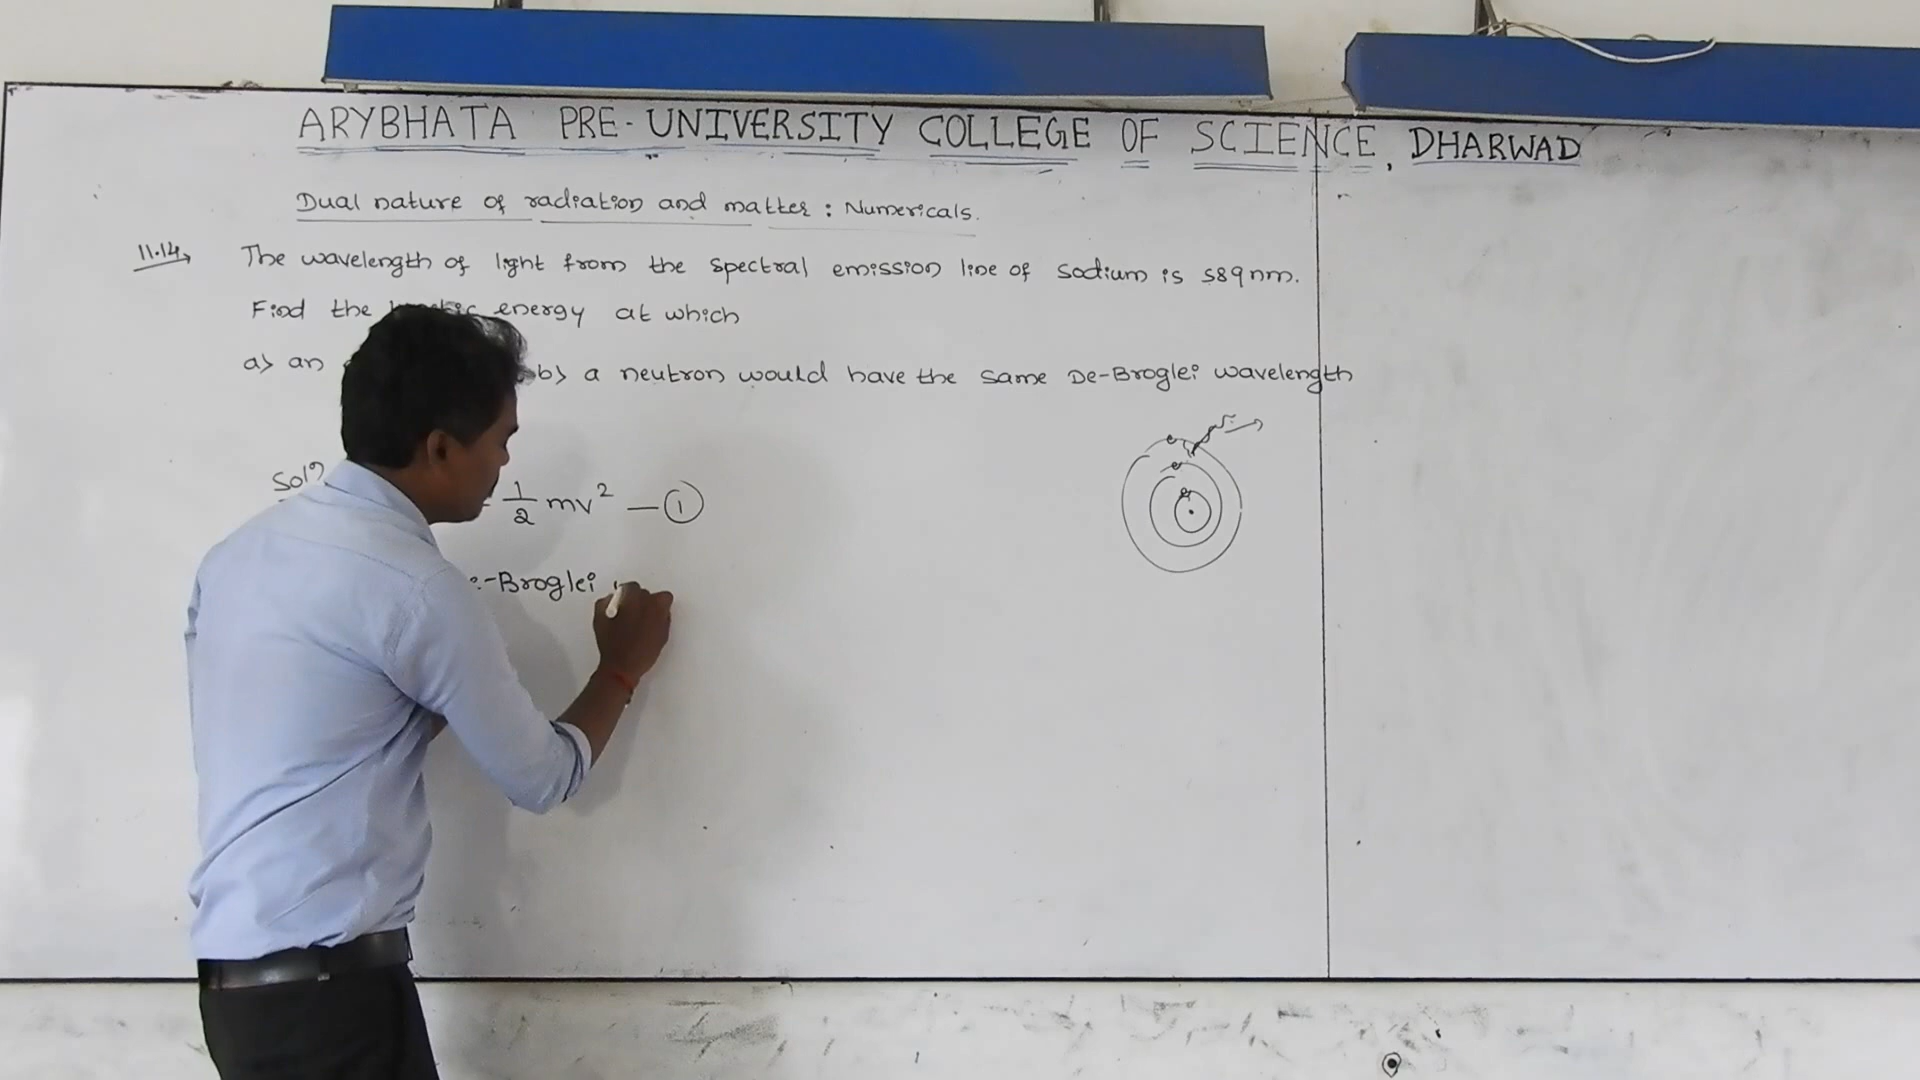 ARYBHATA PRE-UNIVERSITY COLLEGE OF SCIENCE, DHARWAD
Dual nature of radiation and matter : Numericals.
11.14, The wavelength of light from the spectral emission line of sodium is 589nm.
Find the energy at which
a) an b) a neutron would have the same De-Broglei wavelength
Soln
1/2 mv² — ①
-Broglei
e e e